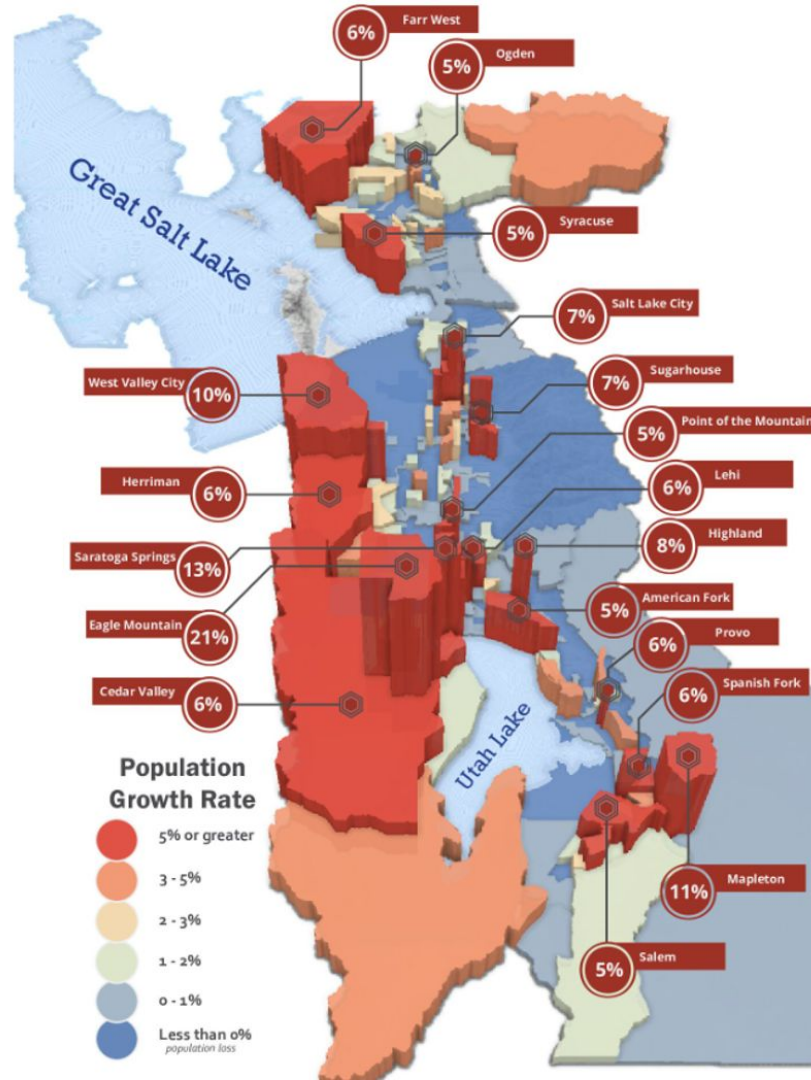 6%
Farr West
5%
Ogden
Great Salt Lake
5%
Syracuse
7%
Salt Lake City
West Valley City
10%
7%
Sugarhouse
5%
Point of the Mountain
Herriman
6%
6%
Lehi
Saratoga Springs
13%
8%
Highland
Eagle Mountain
21%
5%
American Fork
6%
Provo
Cedar Valley
6%
6%
Spanish Fork
Utah Lake
Population
Growth Rate
5% or greater
3 - 5%
2 - 3%
1 - 2%
0 - 1%
Less than 0%
population loss
11%
Mapleton
5%
Salem